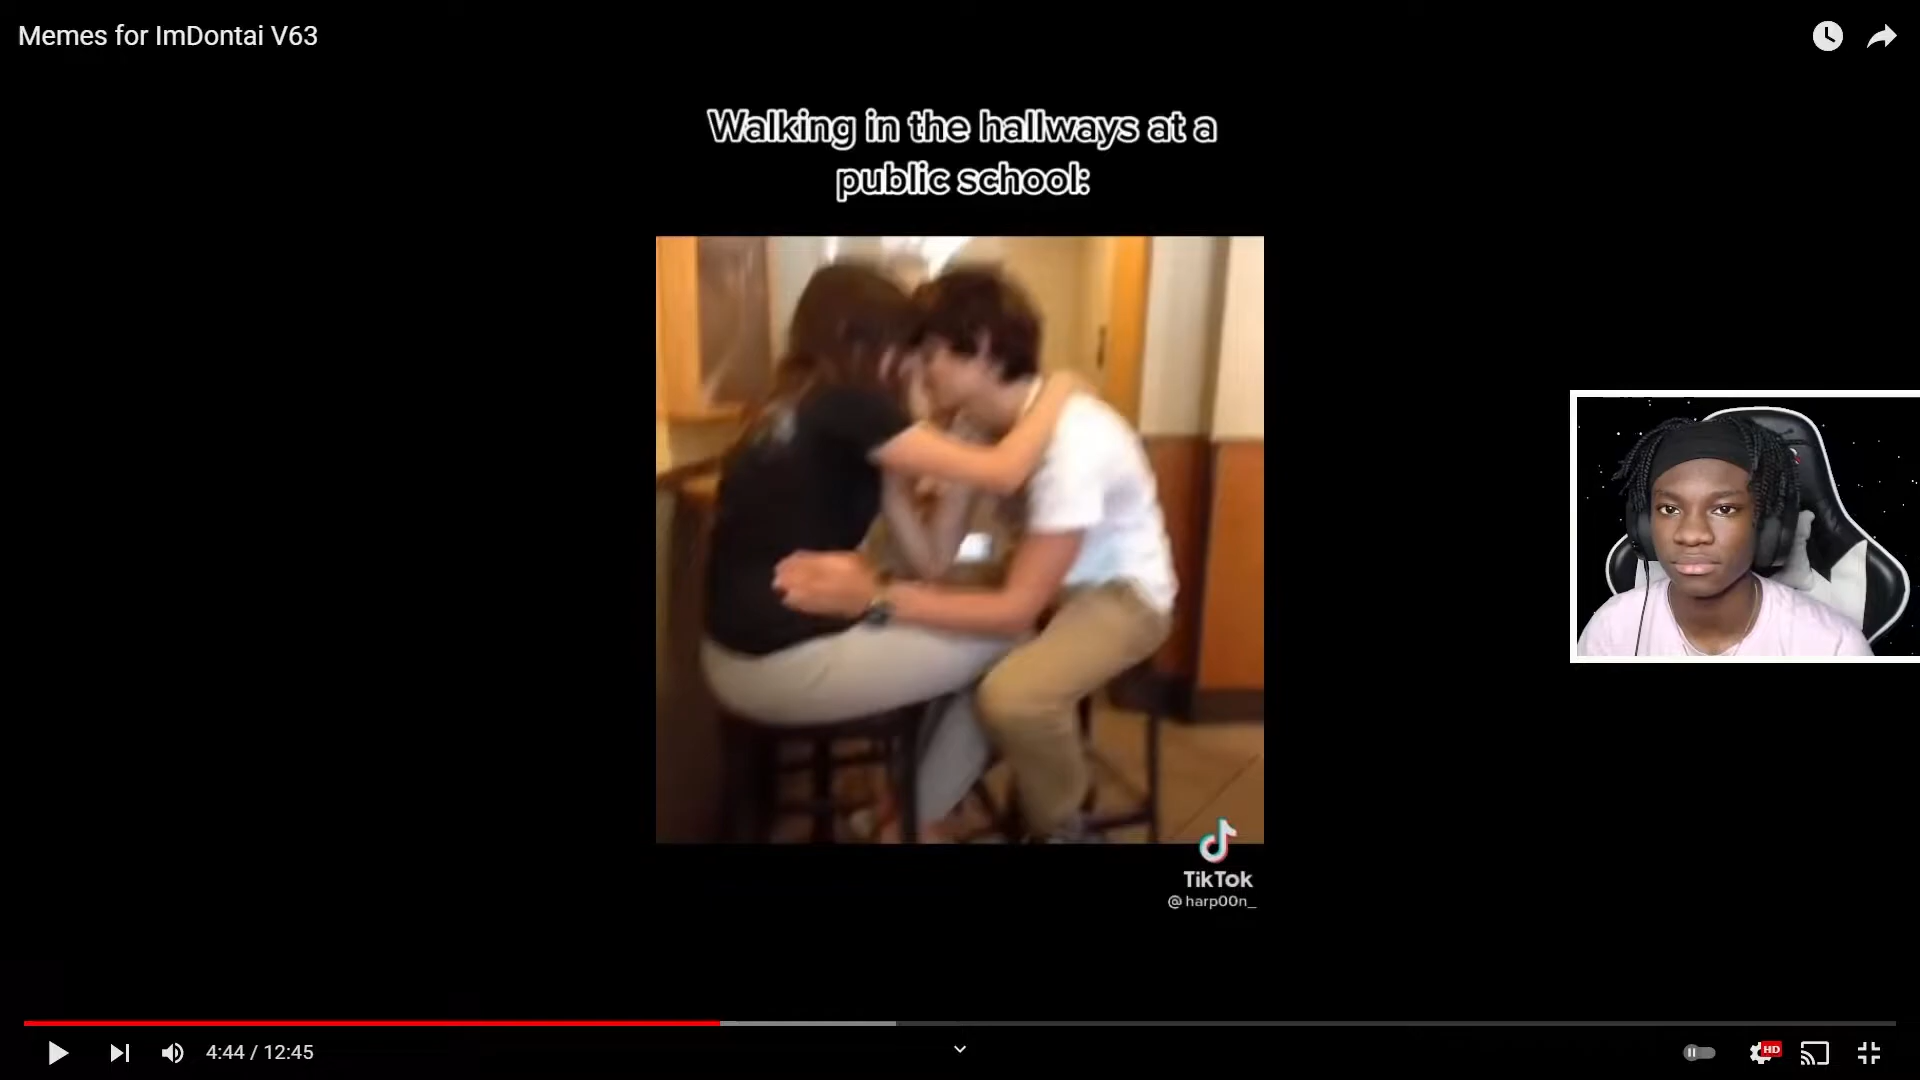 Memes for ImDontai V63
Walking in the hallways at a
public school:
TikTok
@harp00n_
4:44 / 12:45
HD